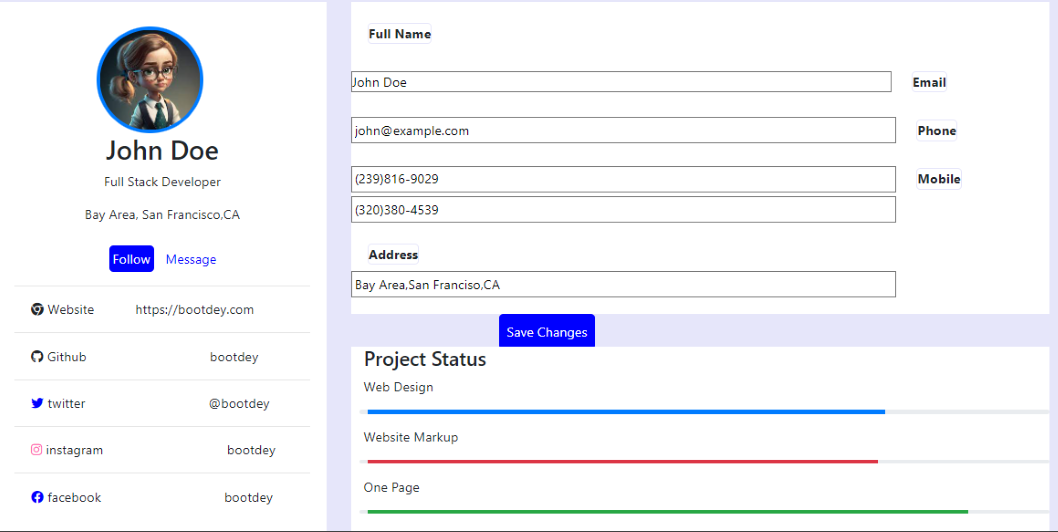 John Doe
Full Stack Developer
Bay Area, San Francisco,CA
Follow Message
Website https://bootdey.com
Github bootdey
twitter @bootdey
instagram bootdey
facebook bootdey
Full Name
John Doe
Email
john@example.com
Phone
(239)816-9029
Mobile
(320)380-4539
Address
Bay Area,San Franciso,CA
Save Changes
Project Status
Web Design
Website Markup
One Page